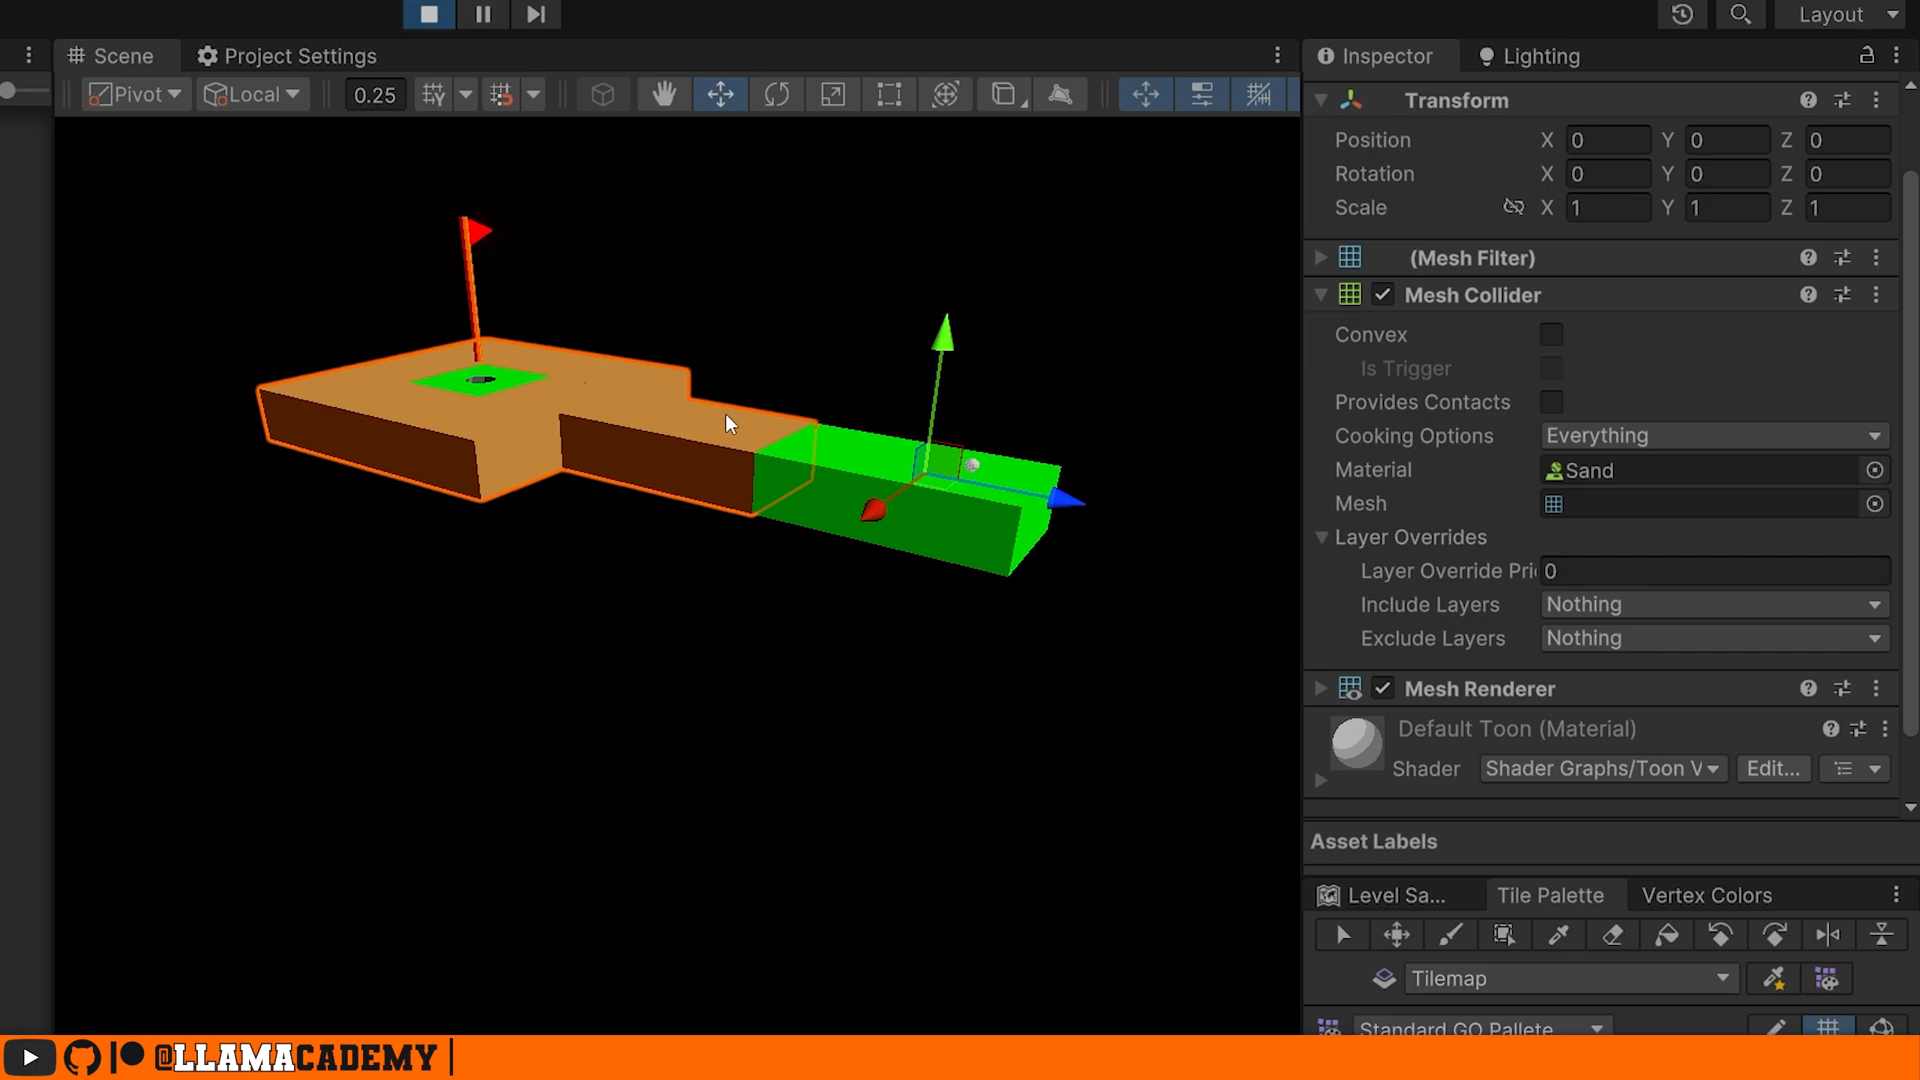 Layout
Scene
Project Settings
Inspector
Lighting
Pivot
Local
0.25
Transform
Position X 0 Y 0 Z 0
Rotation X 0 Y 0 Z 0
Scale X 1 Y 1 Z 1
(Mesh Filter)
Mesh Collider
Convex
Is Trigger
Provides Contacts
Cooking Options Everything
Material Sand
Mesh
Layer Overrides
Layer Override Pri 0
Include Layers Nothing
Exclude Layers Nothing
Mesh Renderer
Default Toon (Material)
Shader Shader Graphs/Toon V Edit...
Asset Labels
Level Sa... Tile Palette Vertex Colors
Tilemap
Standard GO Pallete
@LLAMACADEMY